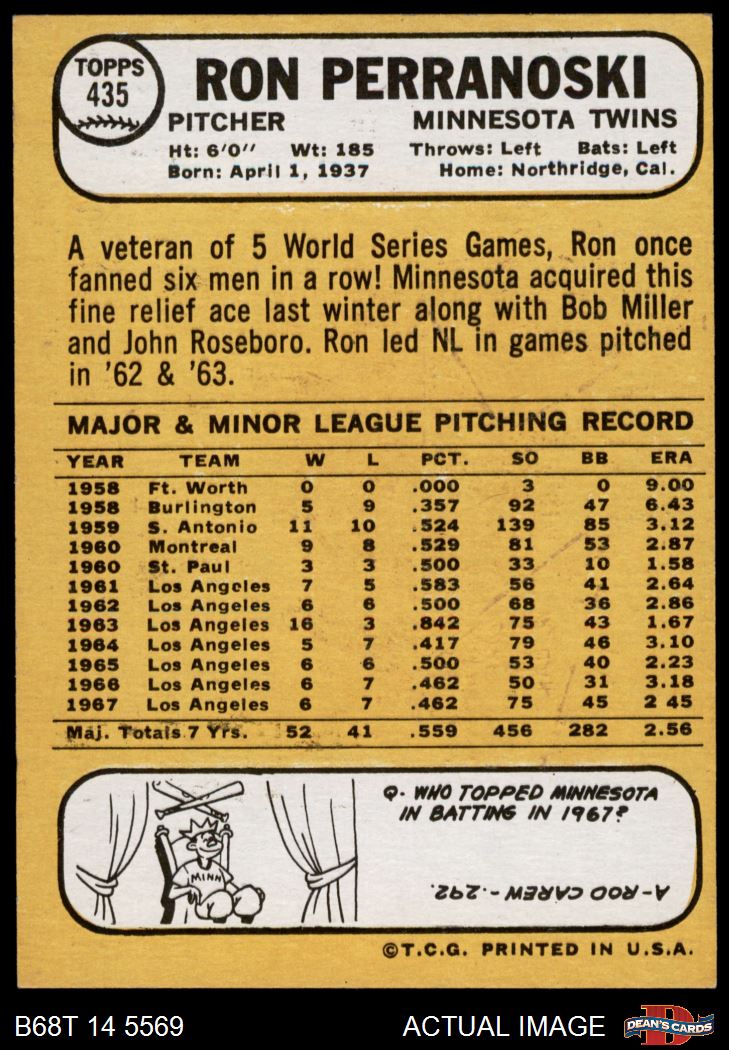 TOPPS
435
RON PERRANOSKI
PITCHER MINNESOTA TWINS
Ht: 6'0" Wt: 185 Throws: Left Bats: Left
Born: April 1, 1937 Home: Northridge, Cal.
A veteran of 5 World Series Games, Ron once
fanned six men in a row! Minnesota acquired this
fine relief ace last winter along with Bob Miller
and John Roseboro. Ron led NL in games pitched
in '62 & '63.
MAJOR & MINOR LEAGUE PITCHING RECORD
YEAR TEAM W L PCT. SO BB ERA
1958 Ft. Worth 0 0 .000 3 0 9.00
1958 Burlington 5 9 .357 92 47 6.43
1959 S. Antonio 11 10 .524 139 85 3.12
1960 Montreal 9 8 .529 81 53 2.87
1960 St. Paul 3 3 .500 33 10 1.58
1961 Los Angeles 7 5 .583 56 41 2.64
1962 Los Angeles 6 6 .500 68 36 2.86
1963 Los Angeles 16 3 .842 75 43 1.67
1964 Los Angeles 5 7 .417 79 46 3.10
1965 Los Angeles 6 6 .500 53 40 2.23
1966 Los Angeles 6 7 .462 50 31 3.18
1967 Los Angeles 6 7 .462 75 45 2 45
Maj. Totals 7 Yrs. 52 41 .559 456 282 2.56
MINN
Q- WHO TOPPED MINNESOTA
IN BATTING IN 1967?
A-ROD CAREW-.292.
©T.C.G. PRINTED IN U.S.A.
B68T 14 5569 ACTUAL IMAGE
D
DEAN'S CARDS